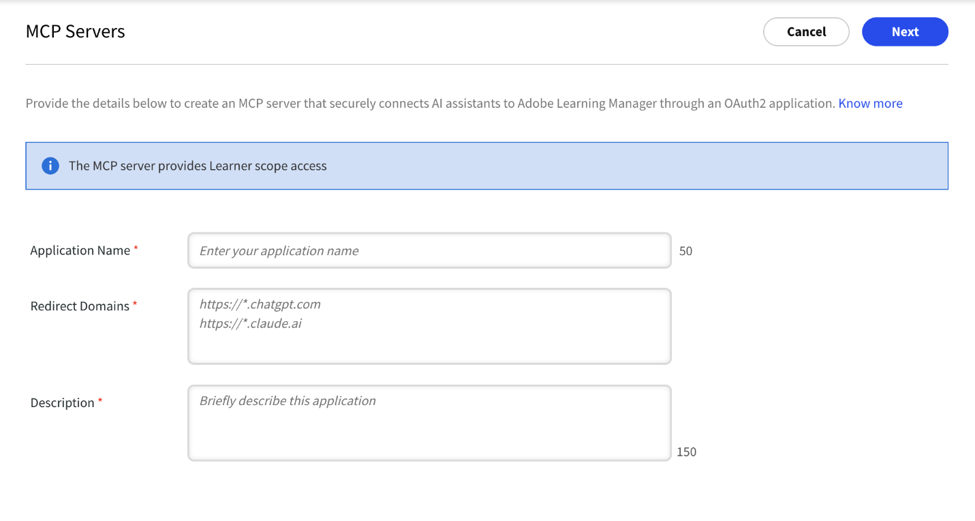 MCP Servers
Cancel
Next
Provide the details below to create an MCP server that securely connects AI assistants to Adobe Learning Manager through an OAuth2 application. Know more
i
The MCP server provides Learner scope access
Application Name *
Enter your application name
50
Redirect Domains *
https://*.chatgpt.com
https://*.claude.ai
Description *
Briefly describe this application
150